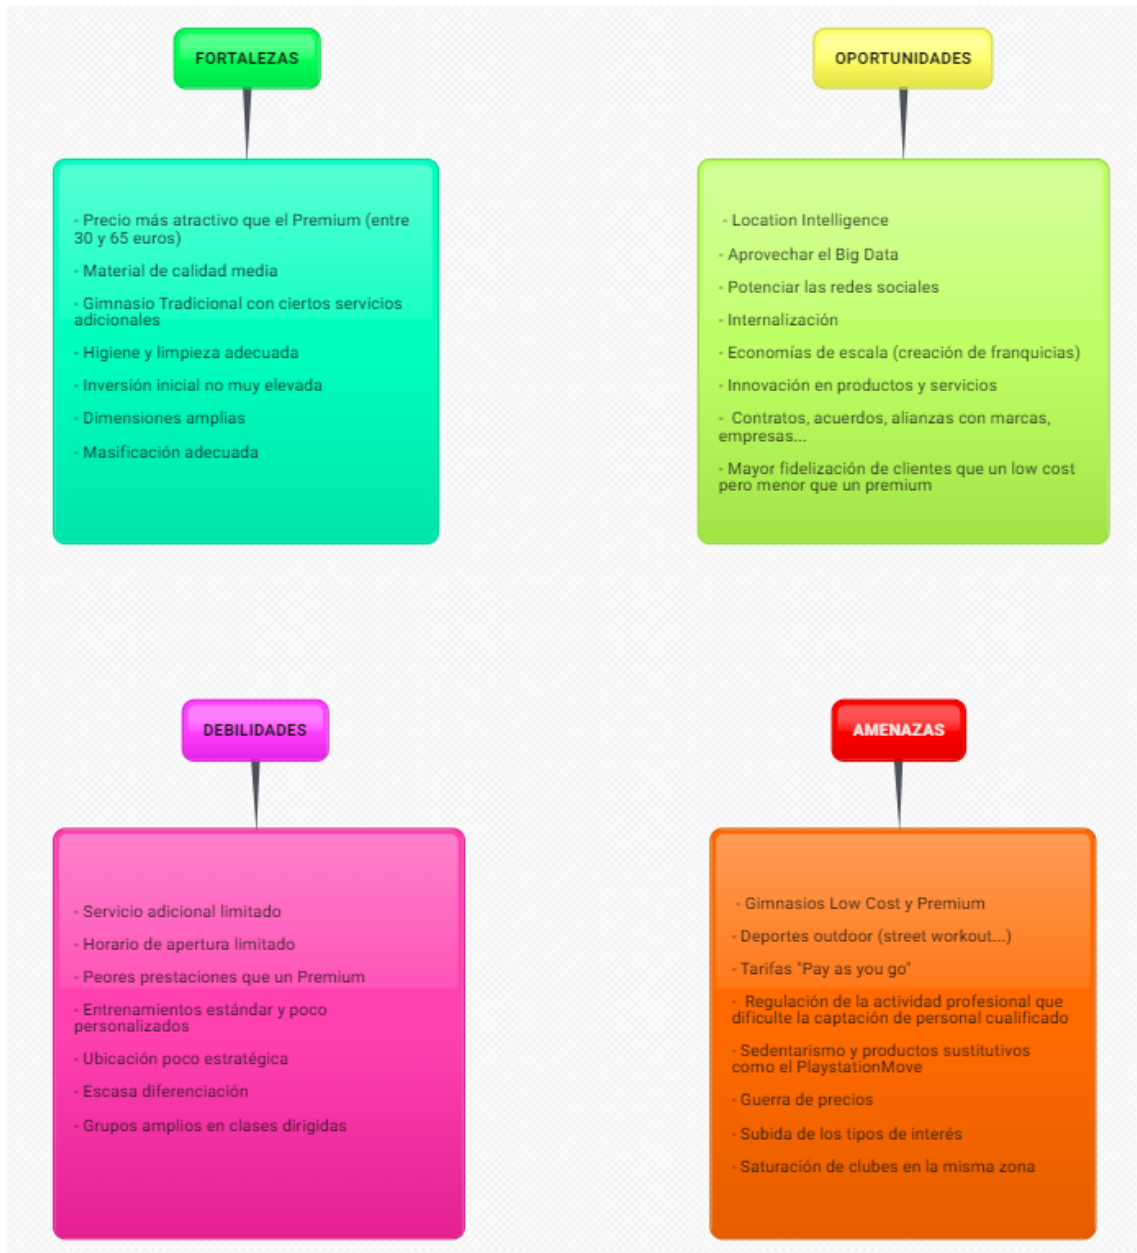 FORTALEZAS
- Precio más atractivo que el Premium (entre
30 y 65 euros)
- Material de calidad media
- Gimnasio Tradicional con ciertos servicios
adicionales
- Higiene y limpieza adecuada
- Inversión inicial no muy elevada
- Dimensiones amplias
- Masificación adecuada
OPORTUNIDADES
- Location Intelligence
- Aprovechar el Big Data
- Potenciar las redes sociales
- Internalización
- Economías de escala (creación de franquicias)
- Innovación en productos y servicios
- Contratos, acuerdos, alianzas con marcas,
empresas...
- Mayor fidelización de clientes que un low cost
pero menor que un premium
DEBILIDADES
- Servicio adicional limitado
- Horario de apertura limitado
- Peores prestaciones que un Premium
- Entrenamientos estándar y poco
personalizados
- Ubicación poco estratégica
- Escasa diferenciación
- Grupos amplios en clases dirigidas
AMENAZAS
- Gimnasios Low Cost y Premium
- Deportes outdoor (street workout...)
- Tarifas "Pay as you go"
- Regulación de la actividad profesional que
dificulte la captación de personal cualificado
- Sedentarismo y productos sustitutivos
como el PlaystationMove
- Guerra de precios
- Subida de los tipos de interés
- Saturación de clubes en la misma zona